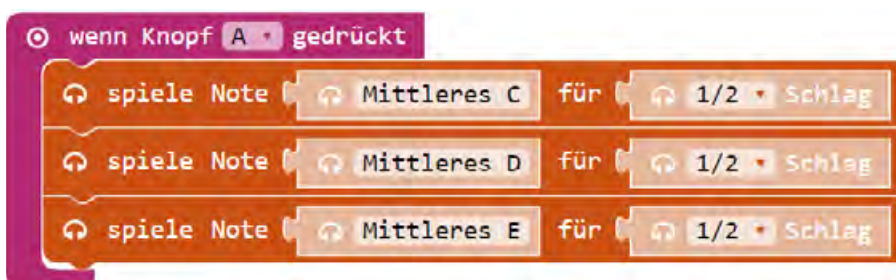 wenn Knopf A gedrückt
spiele Note Mittleres C für 1/2 Schlag
spiele Note Mittleres D für 1/2 Schlag
spiele Note Mittleres E für 1/2 Schlag